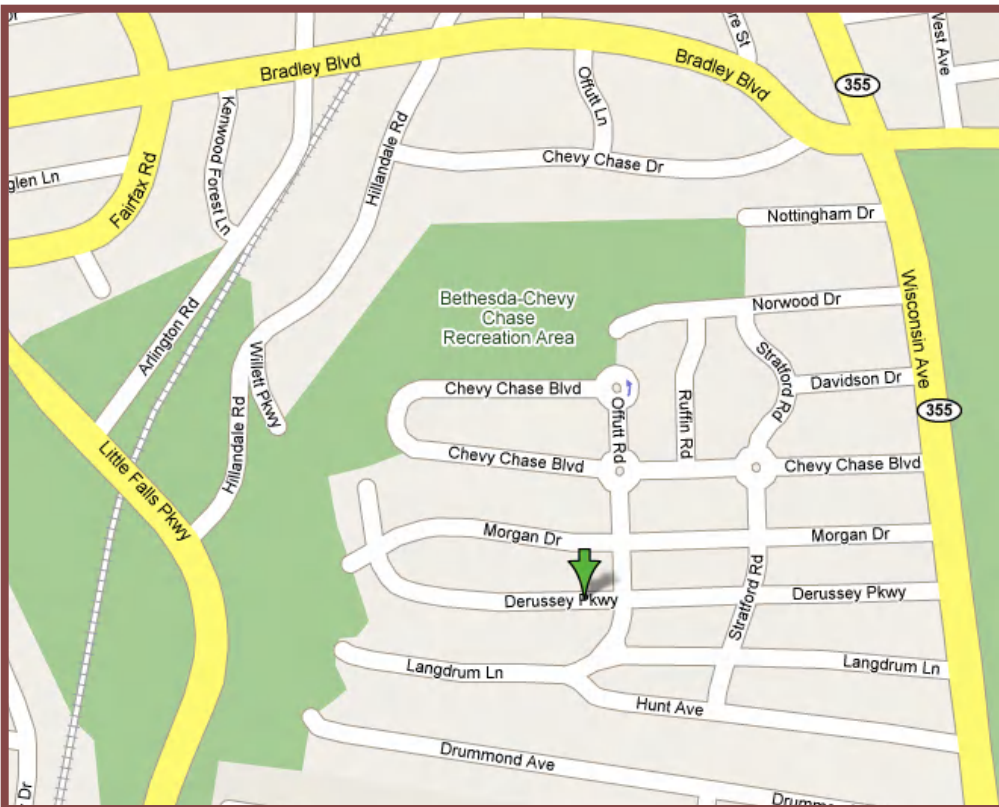 Bradley Blvd
Bradley Blvd
355
Offutt Ln
Kenwood Forest Ln
Hillandale Rd
Fairfax Rd
Chevy Chase Dr
Nottingham Dr
Bethesda-Chevy
Chase
Recreation Area
Norwood Dr
Wisconsin Ave
Arlington Rd
Willett Pkwy
Stratford Rd
Davidson Dr
Chevy Chase Blvd
Offutt Rd
Ruffin Rd
355
Hillandale Rd
Little Falls Pkwy
Chevy Chase Blvd
Chevy Chase Blvd
Morgan Dr
Morgan Dr
Derussey Pkwy
Derussey Pkwy
Stratford Rd
Langdrum Ln
Langdrum Ln
Hunt Ave
Drummond Ave
Dr